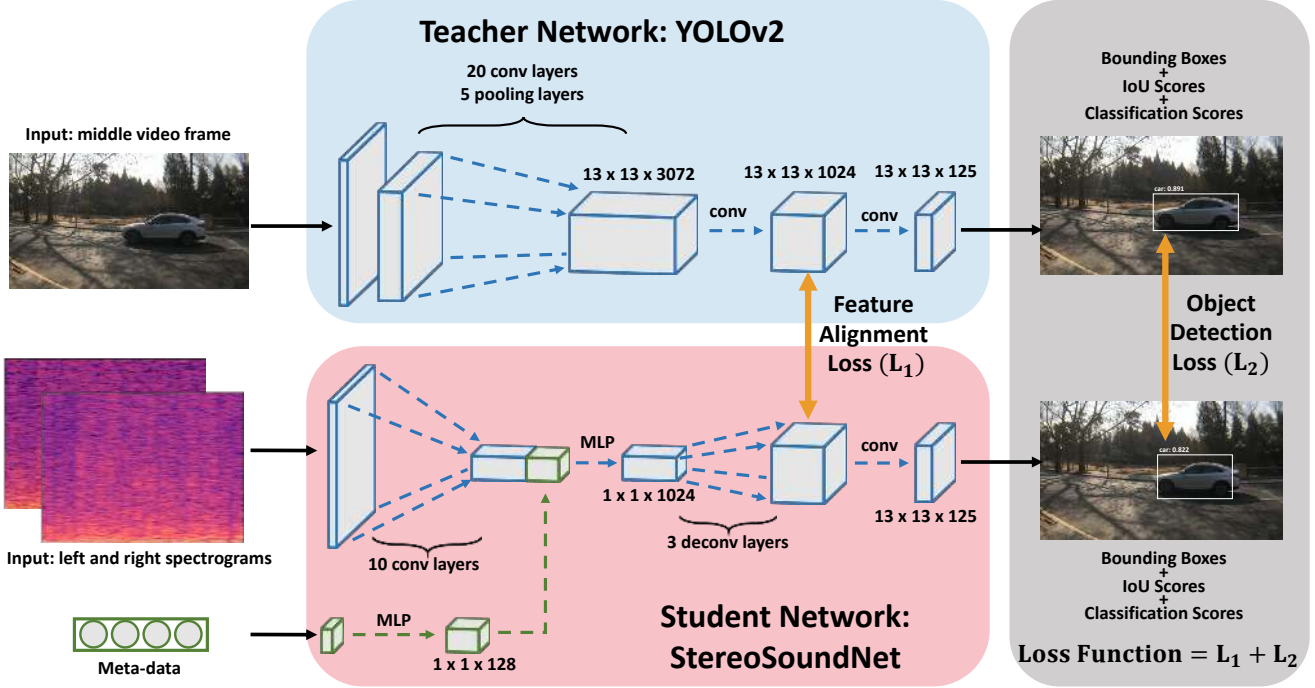 Teacher Network: YOLOv2
20 conv layers
5 pooling layers
Input: middle video frame
13 x 13 x 3072
13 x 13 x 1024
13 x 13 x 125
conv
conv
Bounding Boxes
+
IoU Scores
+
Classification Scores
car: 0.891
Feature
Alignment
Loss (L₁)
Object
Detection
Loss (L₂)
Input: left and right spectrograms
10 conv layers
MLP
1 x 1 x 1024
3 deconv layers
conv
13 x 13 x 125
car: 0.822
Bounding Boxes
+
IoU Scores
+
Classification Scores
Meta-data
MLP
1 x 1 x 128
Student Network:
StereoSoundNet
Loss Function = L₁ + L₂